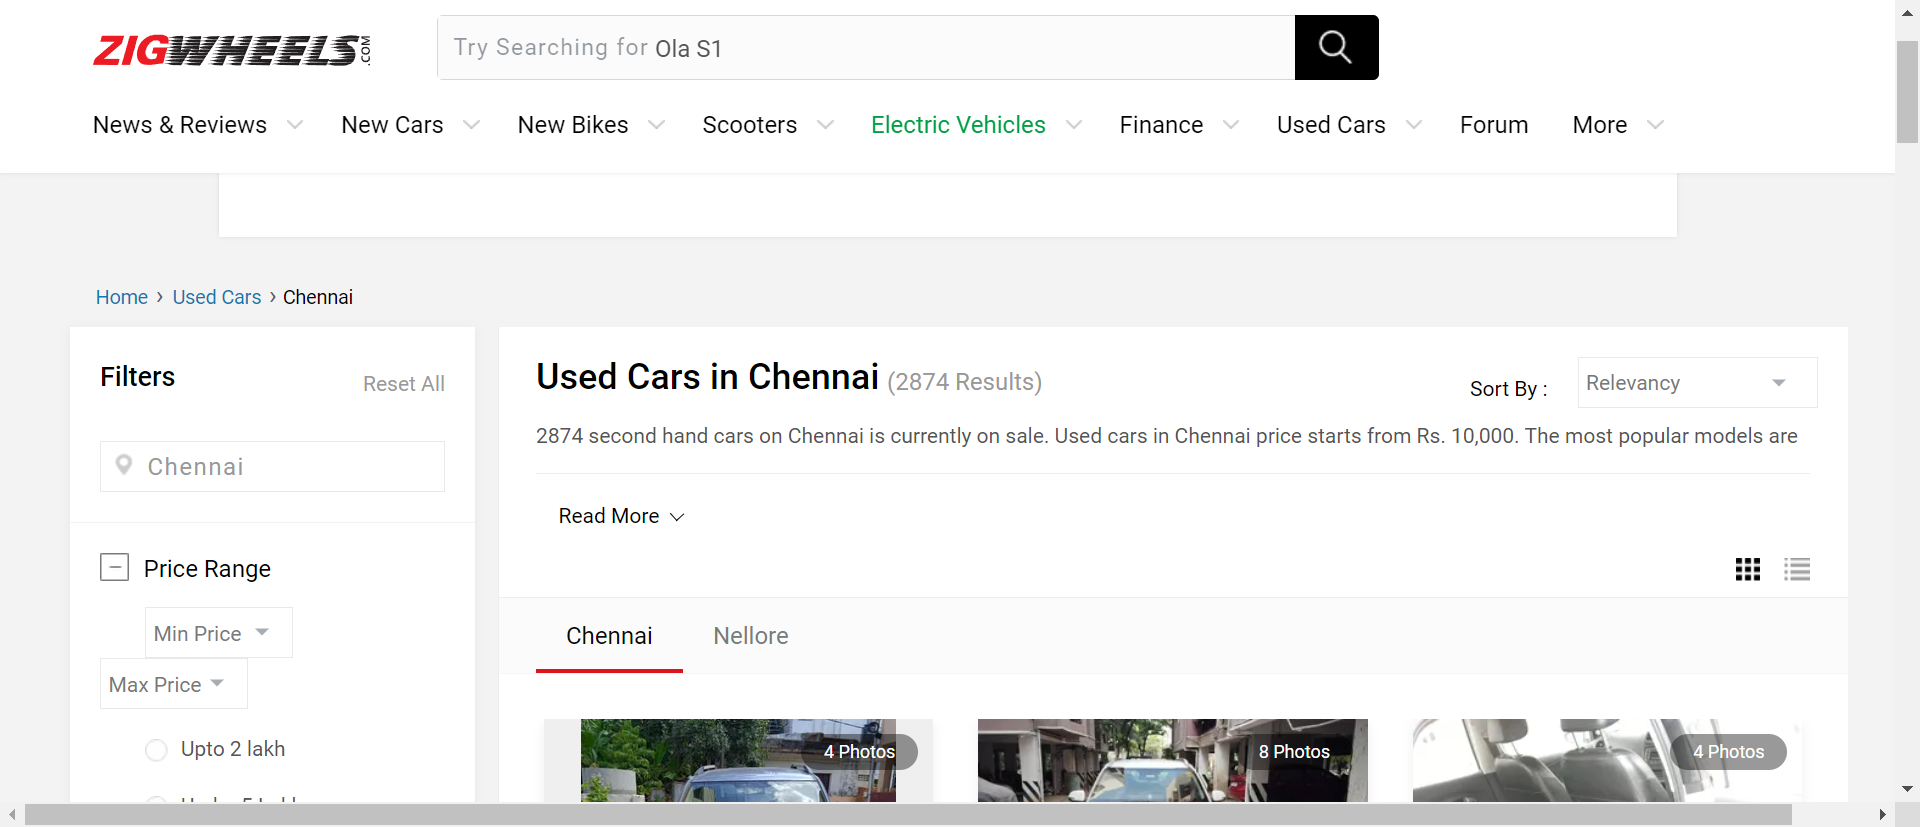 ZIGWHEELS.COM
Try Searching for Ola S1
News & Reviews New Cars New Bikes Scooters Electric Vehicles Finance Used Cars Forum More
Home › Used Cars › Chennai
Filters
Reset All
Chennai
Price Range
Min Price
Max Price
Upto 2 lakh
Used Cars in Chennai (2874 Results)
Sort By : Relevancy
2874 second hand cars on Chennai is currently on sale. Used cars in Chennai price starts from Rs. 10,000. The most popular models are
Read More
Chennai Nellore
4 Photos 8 Photos 4 Photos